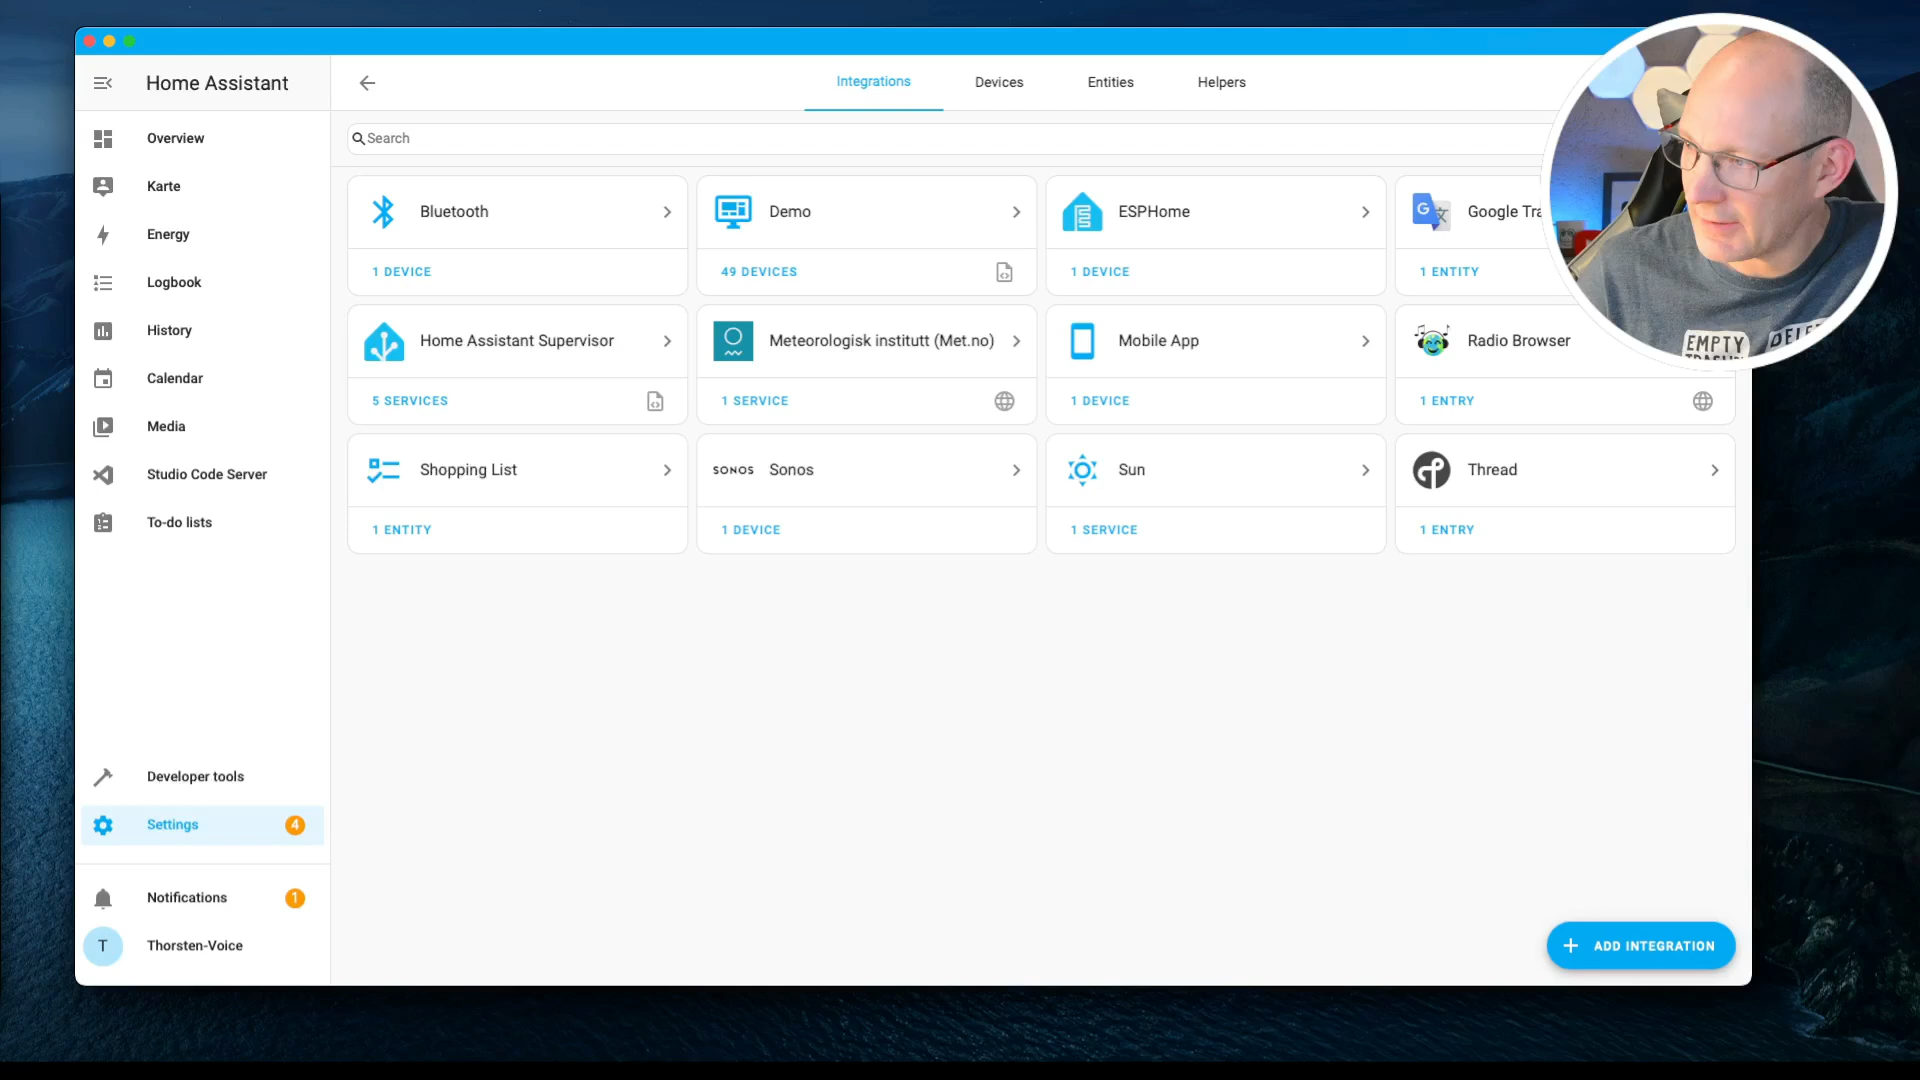 Home Assistant
Integrations
Devices
Entities
Helpers
Search
Overview
Karte
Energy
Logbook
History
Calendar
Media
Studio Code Server
To-do lists
Developer tools
Settings
4
Notifications
1
T
Thorsten-Voice
Bluetooth
1 DEVICE
Demo
49 DEVICES
ESPHome
1 DEVICE
Google Tra
1 ENTITY
Home Assistant Supervisor
5 SERVICES
Meteorologisk institutt (Met.no)
1 SERVICE
Mobile App
1 DEVICE
Radio Browser
1 ENTRY
Shopping List
1 ENTITY
SONOS
Sonos
1 DEVICE
Sun
1 SERVICE
Thread
1 ENTRY
ADD INTEGRATION
EMPTY